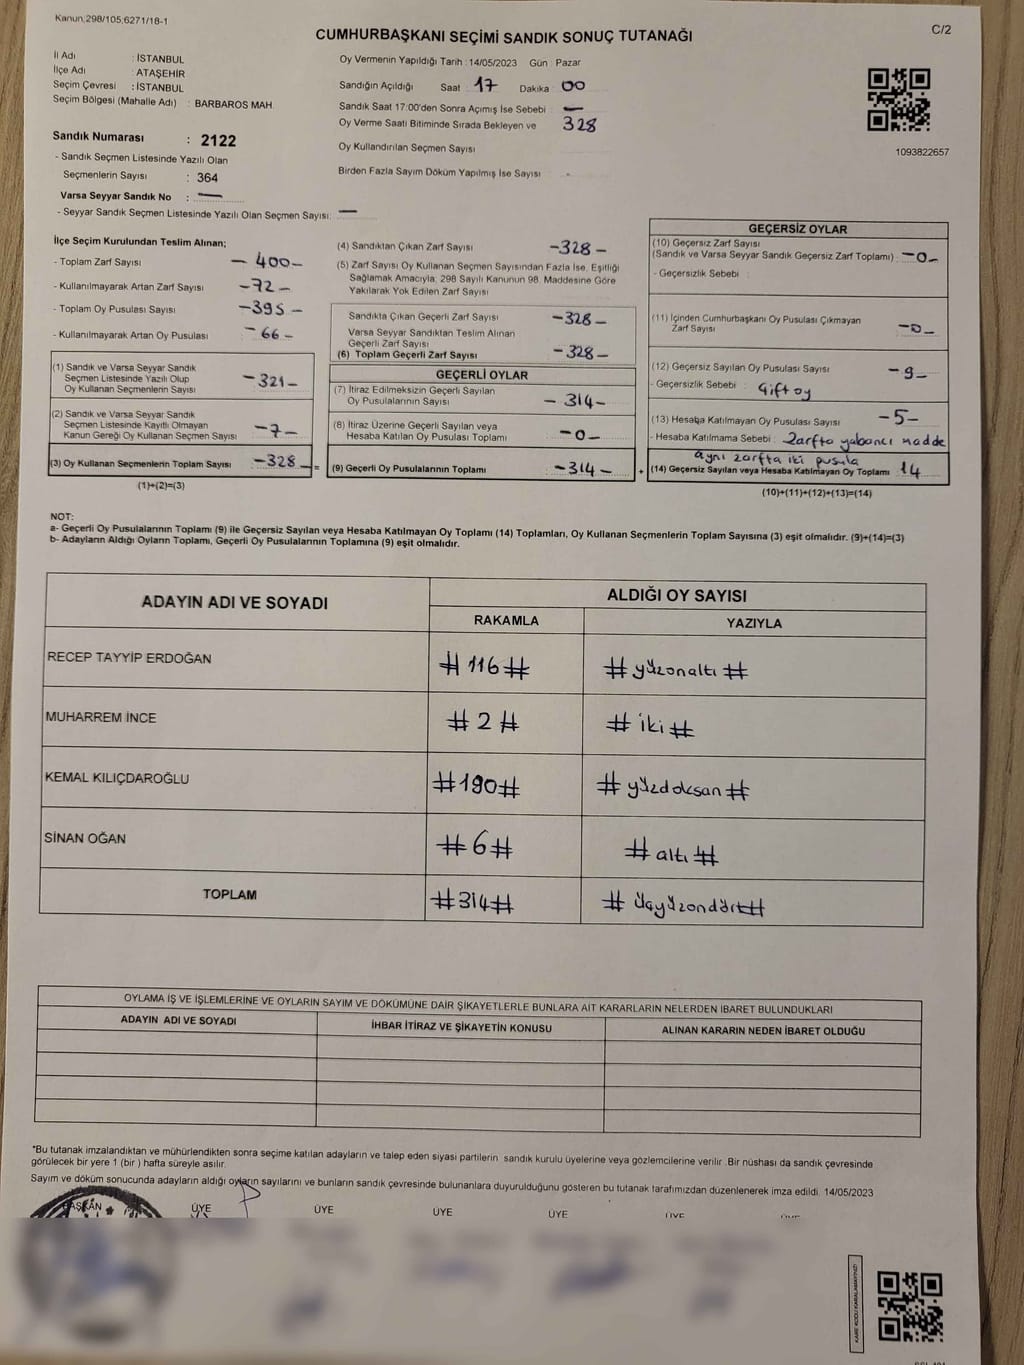 Kanun,298/105,6271/18-1
C/2
CUMHURBAŞKANI SEÇİMİ SANDIK SONUÇ TUTANAĞI
İl Adı : İSTANBUL
İlçe Adı : ATAŞEHİR
Seçim Çevresi : İSTANBUL
Seçim Bölgesi (Mahalle Adı) : BARBAROS MAH.
Sandık Numarası : 2122
- Sandık Seçmen Listesinde Yazılı Olan
Seçmenlerin Sayısı : 364
Varsa Seyyar Sandık No : —
- Seyyar Sandık Seçmen Listesinde Yazılı Olan Seçmen Sayısı: —
Oy Vermenin Yapıldığı Tarih : 14/05/2023 Gün : Pazar
Sandığın Açıldığı Saat 17 Dakika 00
Sandık Saat 17:00'den Sonra Açımış İse Sebebi —
Oy Verme Saati Bitiminde Sırada Bekleyen ve 328
Oy Kullandırılan Seçmen Sayısı
Birden Fazla Sayım Döküm Yapılmış İse Sayısı
1093822657
İlçe Seçim Kurulundan Teslim Alınan;
- Toplam Zarf Sayısı — 400 —
- Kullanılmayarak Artan Zarf Sayısı — 72 —
- Toplam Oy Pusulası Sayısı — 395 —
- Kullanılmayarak Artan Oy Pusulası — 66 —
(1) Sandık ve Varsa Seyyar Sandık
Seçmen Listesinde Yazılı Olup
Oy Kullanan Seçmenlerin Sayısı — 321 —
(2) Sandık ve Varsa Seyyar Sandık
Seçmen Listesinde Kayıtlı Olmayan
Kanun Gereği Oy Kullanan Seçmen Sayısı — 7 —
(3) Oy Kullanan Seçmenlerin Toplam Sayısı — 328 — =
(1)+(2)=(3)
(4) Sandıktan Çıkan Zarf Sayısı — 328 —
(5) Zarf Sayısı Oy Kullanan Seçmen Sayısından Fazla İse, Eşitliği
Sağlamak Amacıyla, 298 Sayılı Kanunun 98. Maddesine Göre
Yakılarak Yok Edilen Zarf Sayısı
Sandıkta Çıkan Geçerli Zarf Sayısı — 328 —
Varsa Seyyar Sandıktan Teslim Alınan
Geçerli Zarf Sayısı
(6) Toplam Geçerli Zarf Sayısı — 328 —
GEÇERLİ OYLAR
(7) İtiraz Edilmeksizin Geçerli Sayılan
Oy Pusulalarının Sayısı — 314 —
(8) İtiraz Üzerine Geçerli Sayılan veya
Hesaba Katılan Oy Pusulası Toplamı — 0 —
(9) Geçerli Oy Pusulalarının Toplamı — 314 — +
GEÇERSİZ OYLAR
(10) Geçersiz Zarf Sayısı
(Sandık ve Varsa Seyyar Sandık Geçersiz Zarf Toplamı) : — 0 —
- Geçersizlik Sebebi :
(11) İçinden Cumhurbaşkanı Oy Pusulası Çıkmayan
Zarf Sayısı — 0 —
(12) Geçersiz Sayılan Oy Pusulası Sayısı — 9 —
- Geçersizlik Sebebi : Çift oy
(13) Hesaba Katılmayan Oy Pusulası Sayısı — 5 —
- Hesaba Katılmama Sebebi : Zarfta yabancı madde
aynı zarfta iki pusula
(14) Geçersiz Sayılan veya Hesaba Katılmayan Oy Toplamı 14
(10)+(11)+(12)+(13)=(14)
NOT:
a- Geçerli Oy Pusulalarının Toplamı (9) ile Geçersiz Sayılan veya Hesaba Katılmayan Oy Toplamı (14) Toplamları, Oy Kullanan Seçmenlerin Toplam Sayısına (3) eşit olmalıdır. (9)+(14)=(3)
b- Adayların Aldığı Oyların Toplamı, Geçerli Oy Pusulalarının Toplamına (9) eşit olmalıdır.
ADAYIN ADI VE SOYADI
ALDIĞI OY SAYISI
RAKAMLA YAZIYLA
RECEP TAYYİP ERDOĞAN #116# #yüzonaltı#
MUHARREM İNCE #2# #iki#
KEMAL KILIÇDAROĞLU #190# #yüzdoksan#
SİNAN OĞAN #6# #altı#
TOPLAM #314# #üçyüzondört#
OYLAMA İŞ VE İŞLEMLERİNE VE OYLARIN SAYIM VE DÖKÜMÜNE DAİR ŞİKAYETLERLE BUNLARA AİT KARARLARIN NELERDEN İBARET BULUNDUKLARI
ADAYIN ADI VE SOYADI İHBAR İTİRAZ VE ŞİKAYETİN KONUSU ALINAN KARARIN NEDEN İBARET OLDUĞU
*Bu tutanak imzalandıktan ve mühürlendikten sonra seçime katılan adayların ve talep eden siyasi partilerin sandık kurulu üyelerine veya gözlemcilerine verilir. Bir nüshası da sandık çevresinde
görülecek bir yere 1 (bir ) hafta süreyle asılır.
Sayım ve döküm sonucunda adayların aldığı oyların sayılarını ve bunların sandık çevresinde bulunanlara duyurulduğunu gösteren bu tutanak tarafımızdan düzenlenerek imza edildi. 14/05/2023
BAŞKAN ÜYE ÜYE ÜYE ÜYE ÜYE ÜYE